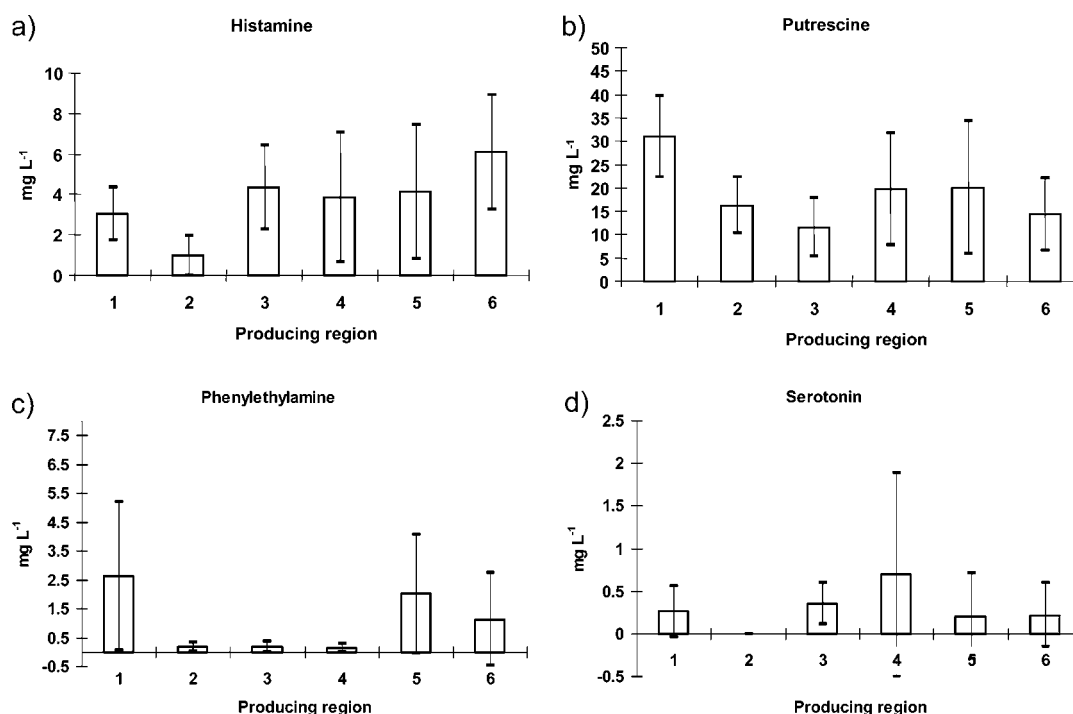 a)
Histamine
mg L-1
10
8
6
4
2
0
1 2 3 4 5 6
Producing region
b)
Putrescine
mg L-1
50
45
40
35
30
25
20
15
10
5
0
1 2 3 4 5 6
Producing region
c)
Phenylethylamine
mg L-1
7.5
6.5
5.5
4.5
3.5
2.5
1.5
0.5
-0.5
1 2 3 4 5 6
Producing region
d)
Serotonin
mg L-1
2.5
2
1.5
1
0.5
0
-0.5
1 2 3 4 5 6
Producing region